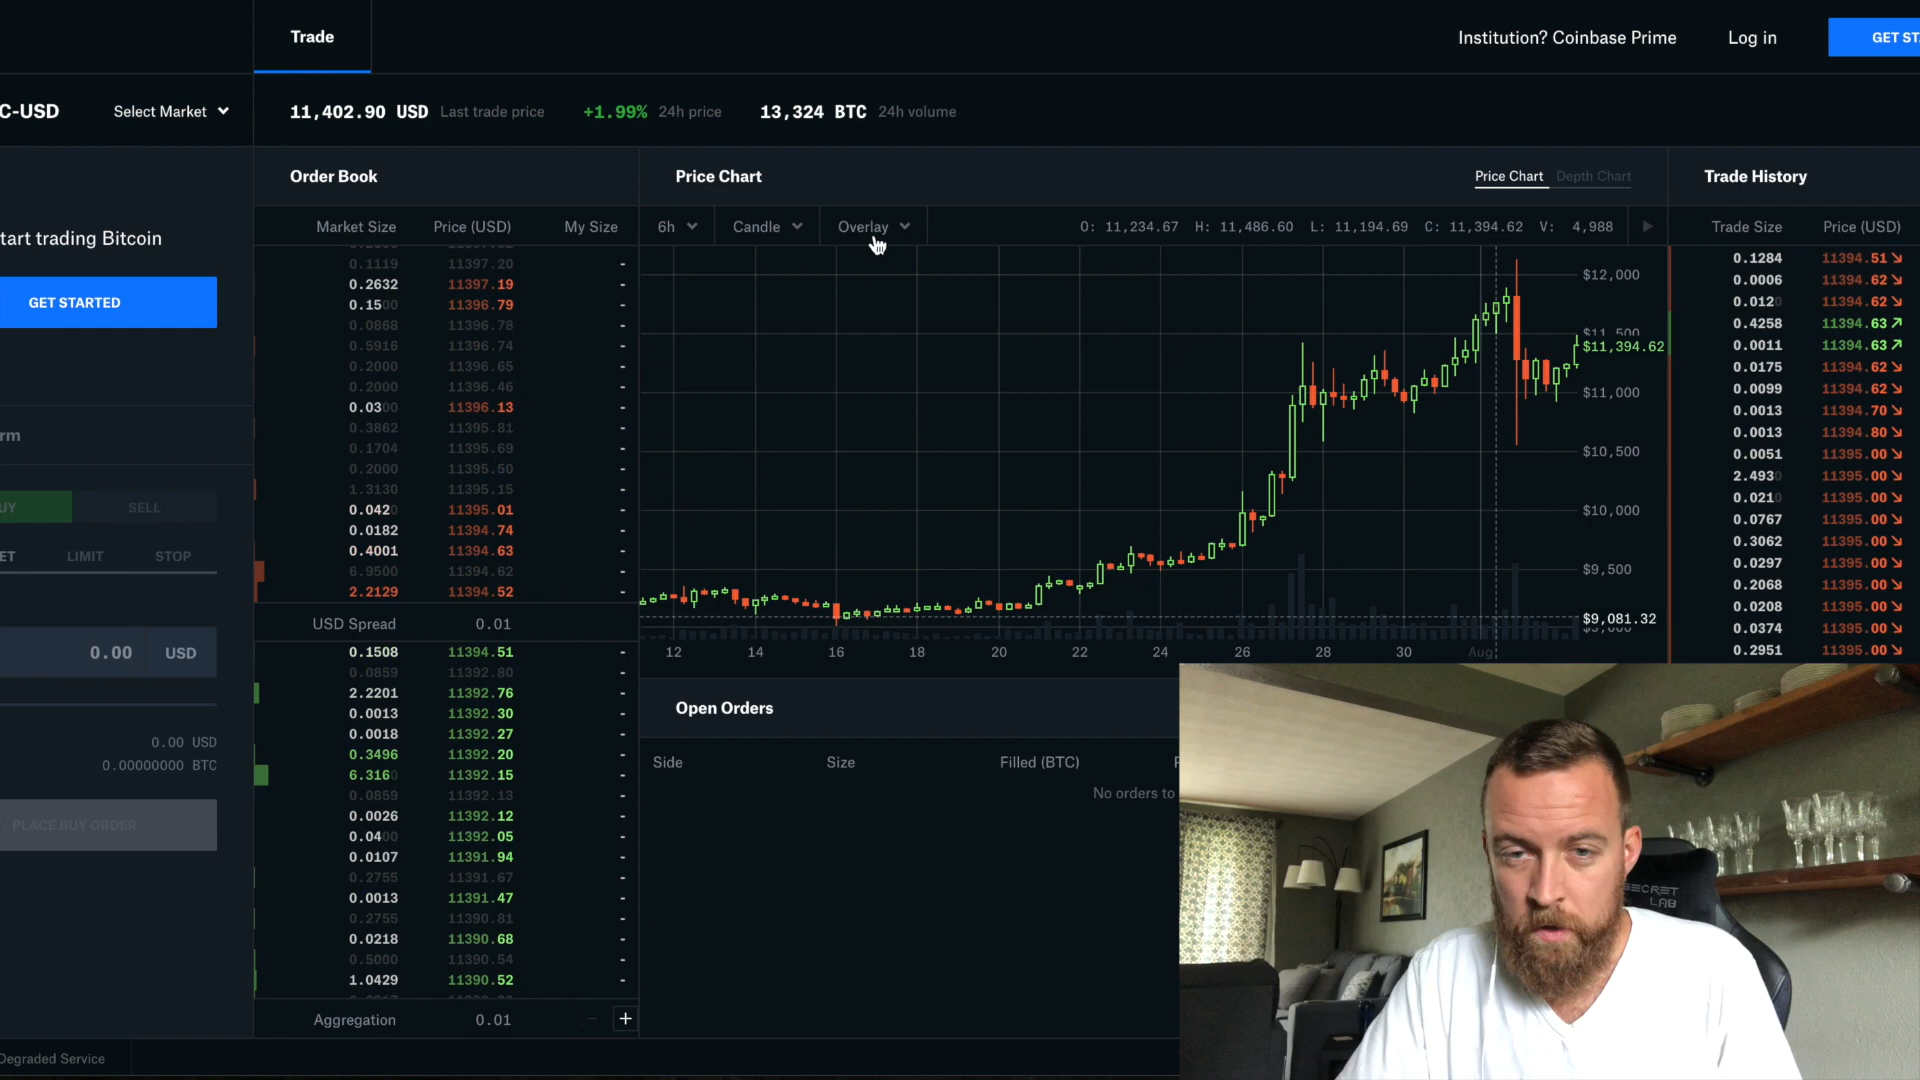 Trade
Institution? Coinbase Prime
Log in
GET ST
C-USD
Select Market
11,402.90 USD Last trade price
+1.99% 24h price
13,324 BTC 24h volume
tart trading Bitcoin
GET STARTED
rm
UY
SELL
ET
LIMIT
STOP
0.00 USD
0.00 USD
0.00000000 BTC
PLACE BUY ORDER
Degraded Service
Order Book
Market Size Price (USD) My Size
0.1119 11397.20 -
0.2632 11397.19 -
0.1500 11396.79 -
0.0868 11396.78 -
0.5916 11396.74 -
0.2000 11396.65 -
0.2000 11396.46 -
0.0300 11396.13 -
0.3862 11395.81 -
0.1704 11395.69 -
0.2000 11395.50 -
1.3130 11395.15 -
0.0420 11395.01 -
0.0182 11394.74 -
0.4001 11394.63 -
6.9500 11394.62 -
2.2129 11394.52 -
USD Spread 0.01
0.1508 11394.51 -
0.0859 11392.80 -
2.2201 11392.76 -
0.0013 11392.30 -
0.0018 11392.27 -
0.3496 11392.20 -
6.3160 11392.15 -
0.0859 11392.13 -
0.0026 11392.12 -
0.0400 11392.05 -
0.0107 11391.94 -
0.2755 11391.67 -
0.0013 11391.47 -
0.2755 11390.81 -
0.0218 11390.68 -
0.5000 11390.54 -
1.0429 11390.52 -
Aggregation 0.01 - +
Price Chart
Price Chart Depth Chart
6h
Candle
Overlay
O: 11,234.67 H: 11,486.60 L: 11,194.69 C: 11,394.62 V: 4,988
$12,000
$11,500
$11,394.62
$11,000
$10,500
$10,000
$9,500
$9,081.32
12 14 16 18 20 22 24 26 28 30 Aug
Open Orders
Side Size Filled (BTC)
No orders to
Trade History
Trade Size Price (USD)
0.1284 11394.51 ↘
0.0006 11394.62 ↘
0.0120 11394.62 ↘
0.4258 11394.63 ↗
0.0011 11394.63 ↗
0.0175 11394.62 ↘
0.0099 11394.62 ↘
0.0013 11394.70 ↘
0.0013 11394.80 ↘
0.0051 11395.00 ↘
2.4930 11395.00 ↘
0.0210 11395.00 ↘
0.0767 11395.00 ↘
0.3062 11395.00 ↘
0.0297 11395.00 ↘
0.2068 11395.00 ↘
0.0208 11395.00 ↘
0.0374 11395.00 ↘
0.2951 11395.00 ↘
SECRET
LAB